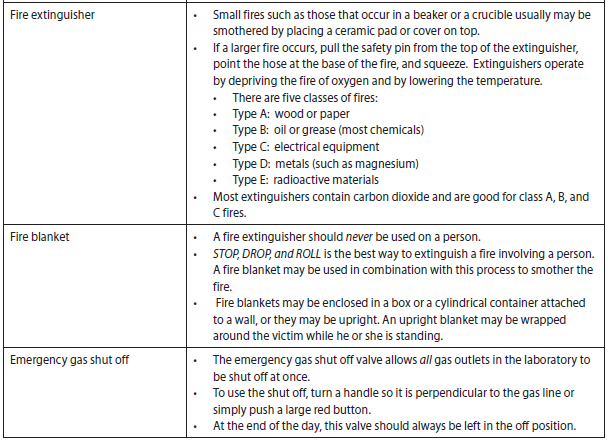 Fire extinguisher
• Small fires such as those that occur in a beaker or a crucible usually may be
smothered by placing a ceramic pad or cover on top.
• If a larger fire occurs, pull the safety pin from the top of the extinguisher,
point the hose at the base of the fire, and squeeze. Extinguishers operate
by depriving the fire of oxygen and by lowering the temperature.
• There are five classes of fires:
• Type A: wood or paper
• Type B: oil or grease (most chemicals)
• Type C: electrical equipment
• Type D: metals (such as magnesium)
• Type E: radioactive materials
• Most extinguishers contain carbon dioxide and are good for class A, B, and
C fires.
Fire blanket
• A fire extinguisher should never be used on a person.
• STOP, DROP, and ROLL is the best way to extinguish a fire involving a person.
A fire blanket may be used in combination with this process to smother the
fire.
• Fire blankets may be enclosed in a box or a cylindrical container attached
to a wall, or they may be upright. An upright blanket may be wrapped
around the victim while he or she is standing.
Emergency gas shut off
• The emergency gas shut off valve allows all gas outlets in the laboratory to
be shut off at once.
• To use the shut off, turn a handle so it is perpendicular to the gas line or
simply push a large red button.
• At the end of the day, this valve should always be left in the off position.